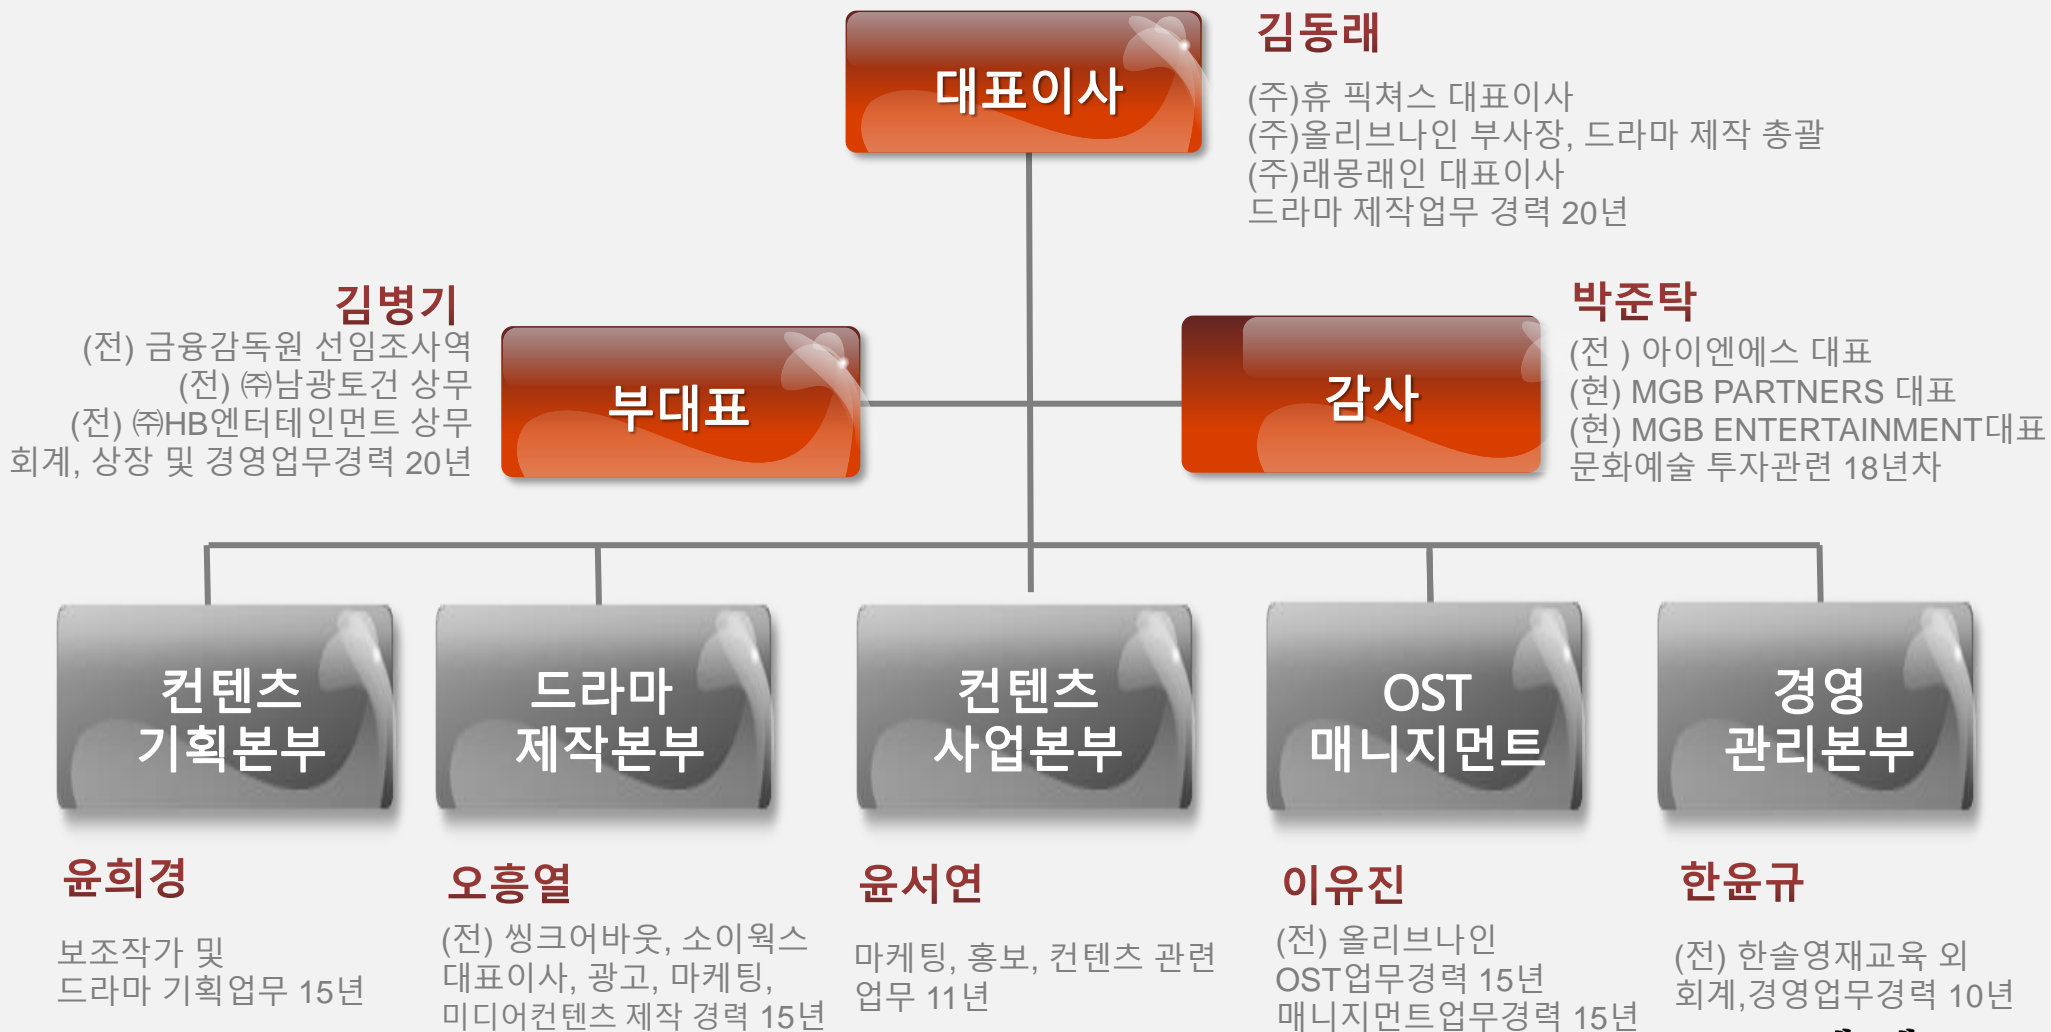 대표이사
김동래
(주)휴 픽쳐스 대표이사
(주)올리브나인 부사장, 드라마 제작 총괄
(주)래몽래인 대표이사
드라마 제작업무 경력 20년
김병기
(전) 금융감독원 선임조사역
(전) ㈜남광토건 상무
(전) ㈜HB엔터테인먼트 상무
회계, 상장 및 경영업무경력 20년
부대표
감사
박준탁
(전 ) 아이엔에스 대표
(현) MGB PARTNERS 대표
(현) MGB ENTERTAINMENT대표
문화예술 투자관련 18년차
컨텐츠
기획본부
드라마
제작본부
컨텐츠
사업본부
OST
매니지먼트
경영
관리본부
윤희경
보조작가 및
드라마 기획업무 15년
오흥열
(전) 씽크어바웃, 소이웍스
대표이사, 광고, 마케팅,
미디어컨텐츠 제작 경력 15년
윤서연
마케팅, 홍보, 컨텐츠 관련
업무 11년
이유진
(전) 올리브나인
OST업무경력 15년
매니지먼트업무경력 15년
한윤규
(전) 한솔영재교육 외
회계,경영업무경력 10년